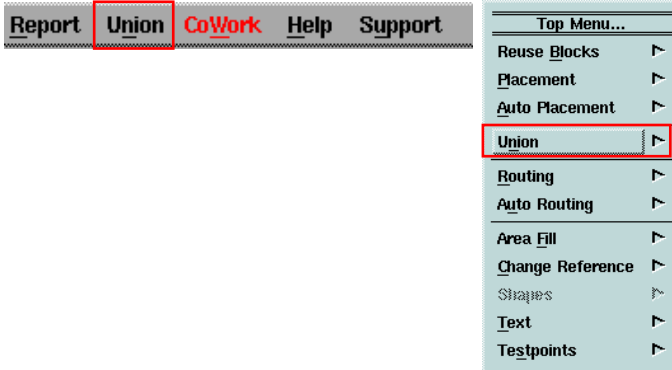 Report Union CoWork Help Support
Top Menu...
Reuse Blocks
Placement
Auto Placement
Union
Routing
Auto Routing
Area Fill
Change Reference
Shapes
Text
Testpoints